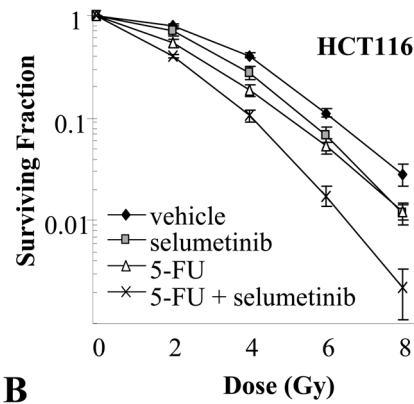 HCT116
1
0.1
0.01
Surviving Fraction
vehicle
selumetinib
5-FU
5-FU + selumetinib
0 2 4 6 8
Dose (Gy)
B